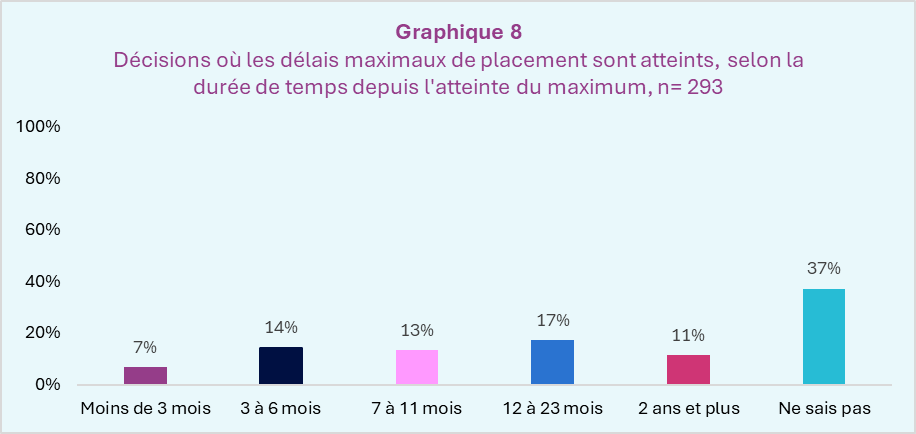 Graphique 8
Décisions où les délais maximaux de placement sont atteints, selon la
durée de temps depuis l'atteinte du maximum, n= 293
100%
80%
60%
40%
20%
0%
7%
14%
13%
17%
11%
37%
Moins de 3 mois
3 à 6 mois
7 à 11 mois
12 à 23 mois
2 ans et plus
Ne sais pas